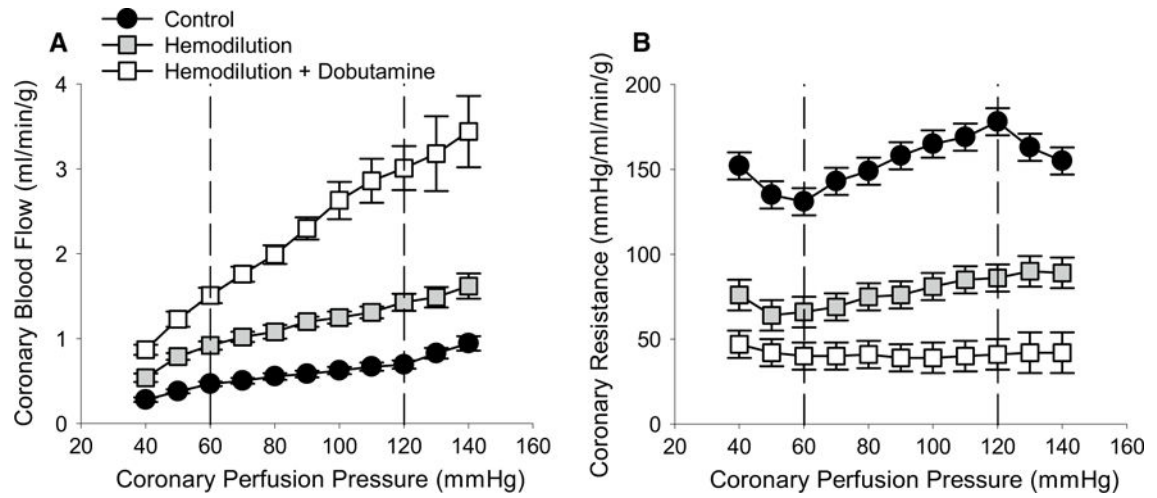 Control
Hemodilution
Hemodilution + Dobutamine
A
Coronary Blood Flow (ml/min/g)
4
3
2
1
0
20 40 60 80 100 120 140 160
Coronary Perfusion Pressure (mmHg)
B
Coronary Resistance (mmHg/ml/min/g)
200
150
100
50
0
20 40 60 80 100 120 140 160
Coronary Perfusion Pressure (mmHg)